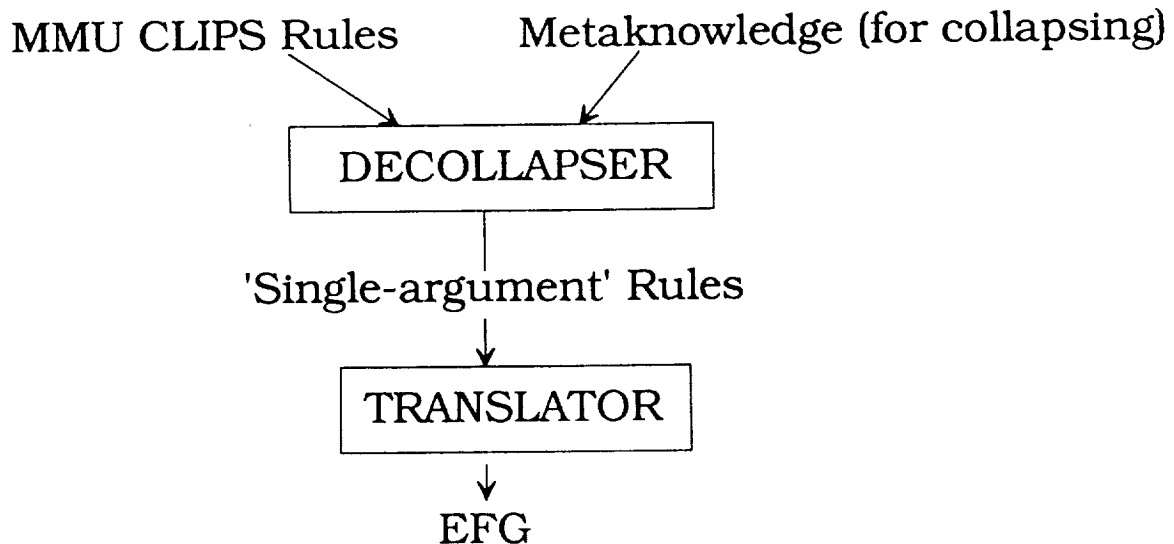 MMU CLIPS Rules
Metaknowledge (for collapsing)
DECOLLAPSER
'Single-argument' Rules
TRANSLATOR
EFG